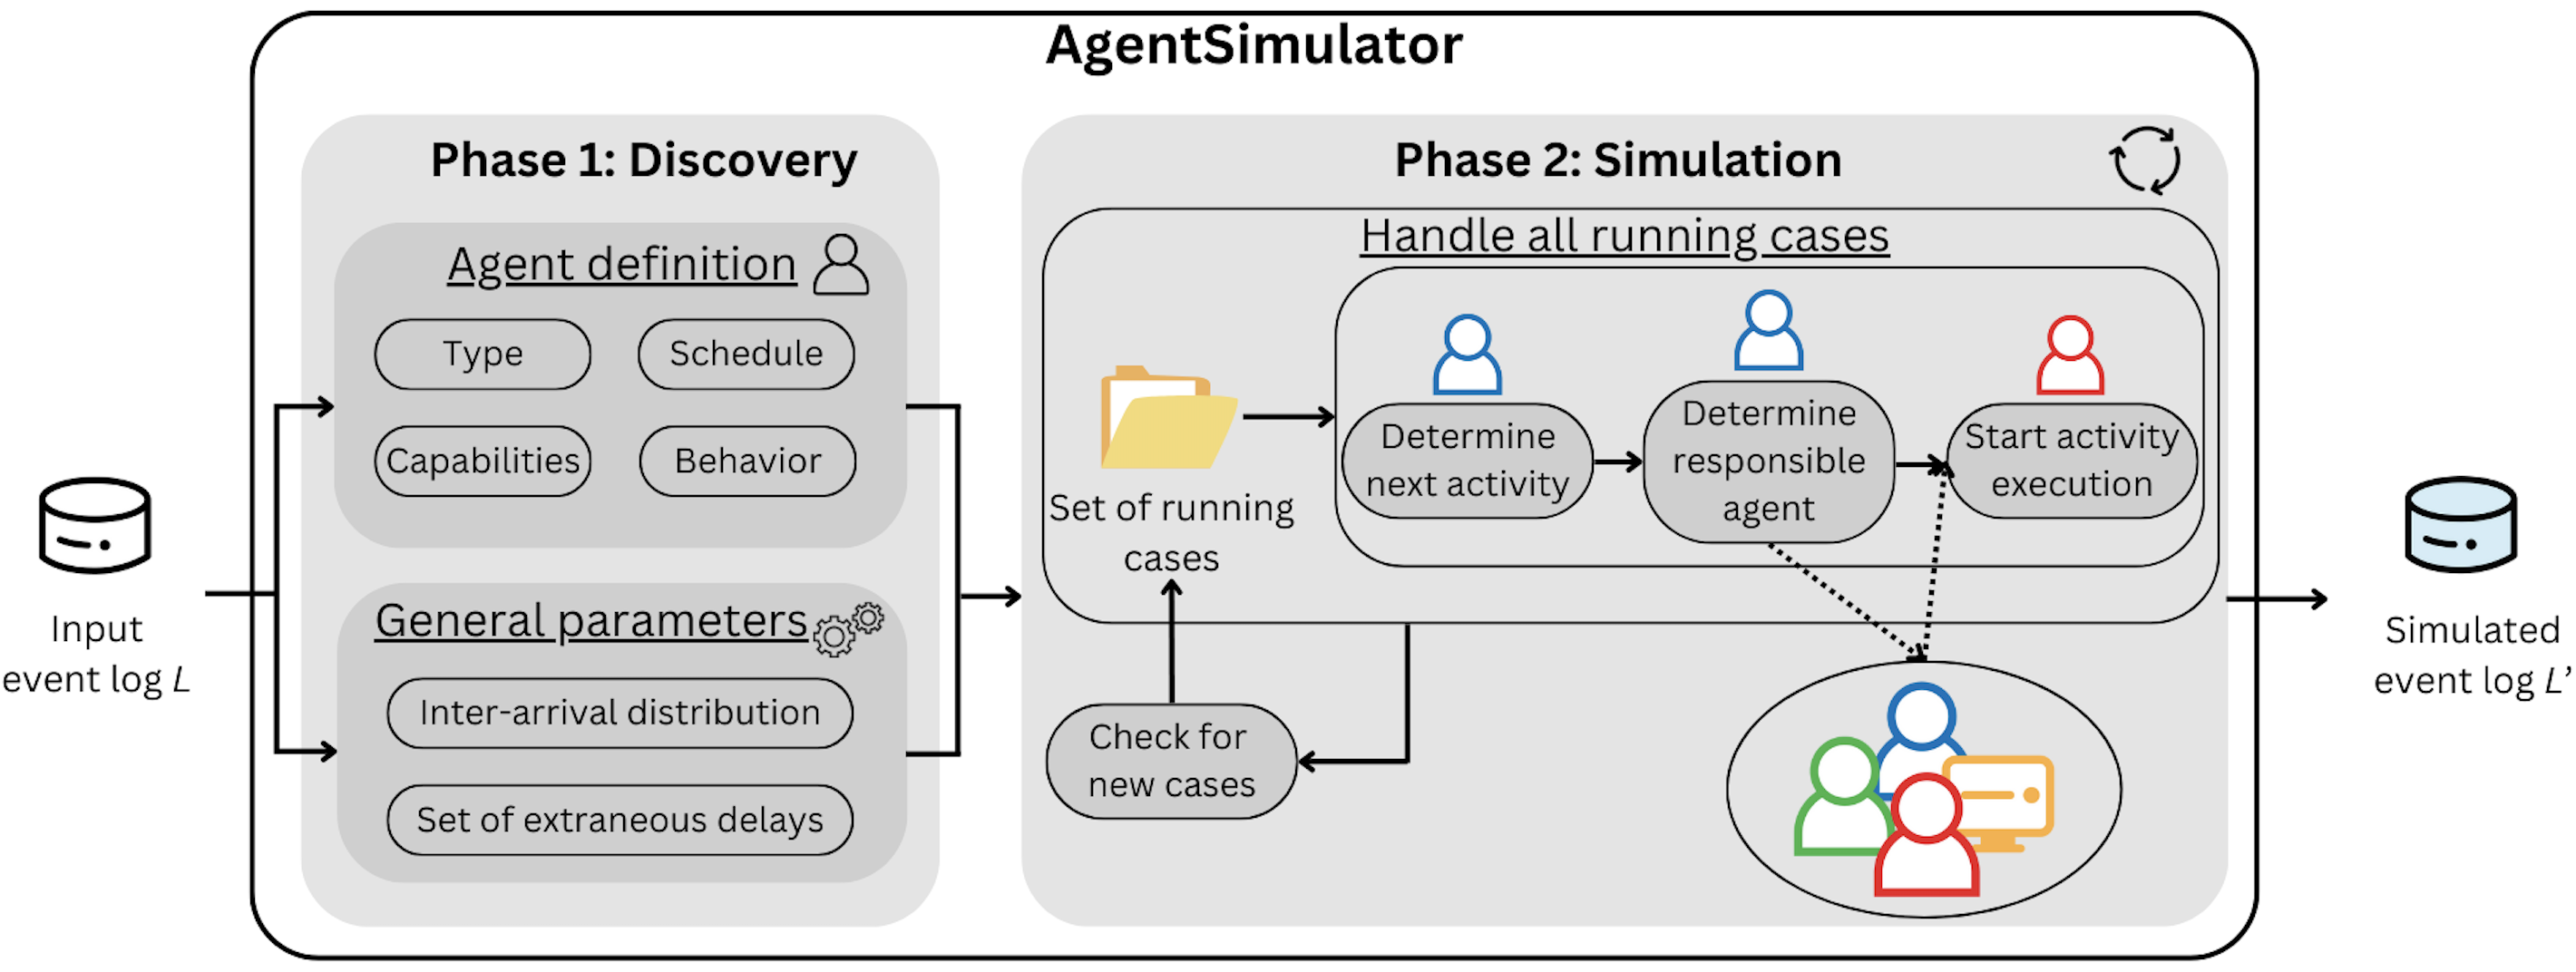 AgentSimulator
Phase 1: Discovery
Agent definition
Type
Schedule
Capabilities
Behavior
General parameters
Inter-arrival distribution
Set of extraneous delays
Input
event log L
Phase 2: Simulation
Handle all running cases
Set of running
cases
Determine
next activity
Determine
responsible
agent
Start activity
execution
Check for
new cases
Simulated
event log L’